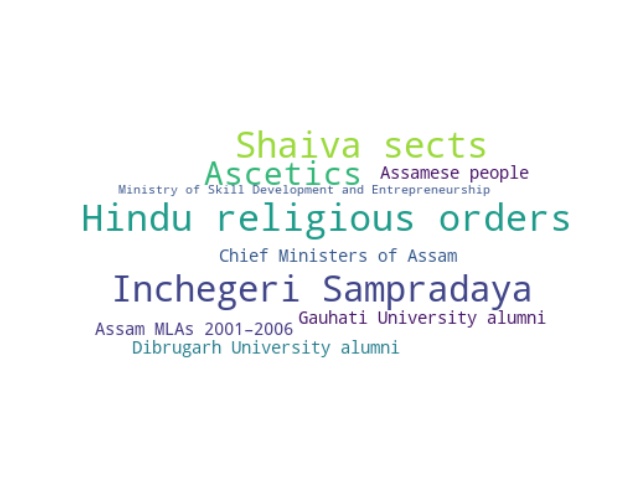 Shaiva sects
Ascetics
Assamese people
Ministry of Skill Development and Entrepreneurship
Hindu religious orders
Chief Ministers of Assam
Inchegeri Sampradaya
Gauhati University alumni
Assam MLAs 2001–2006
Dibrugarh University alumni